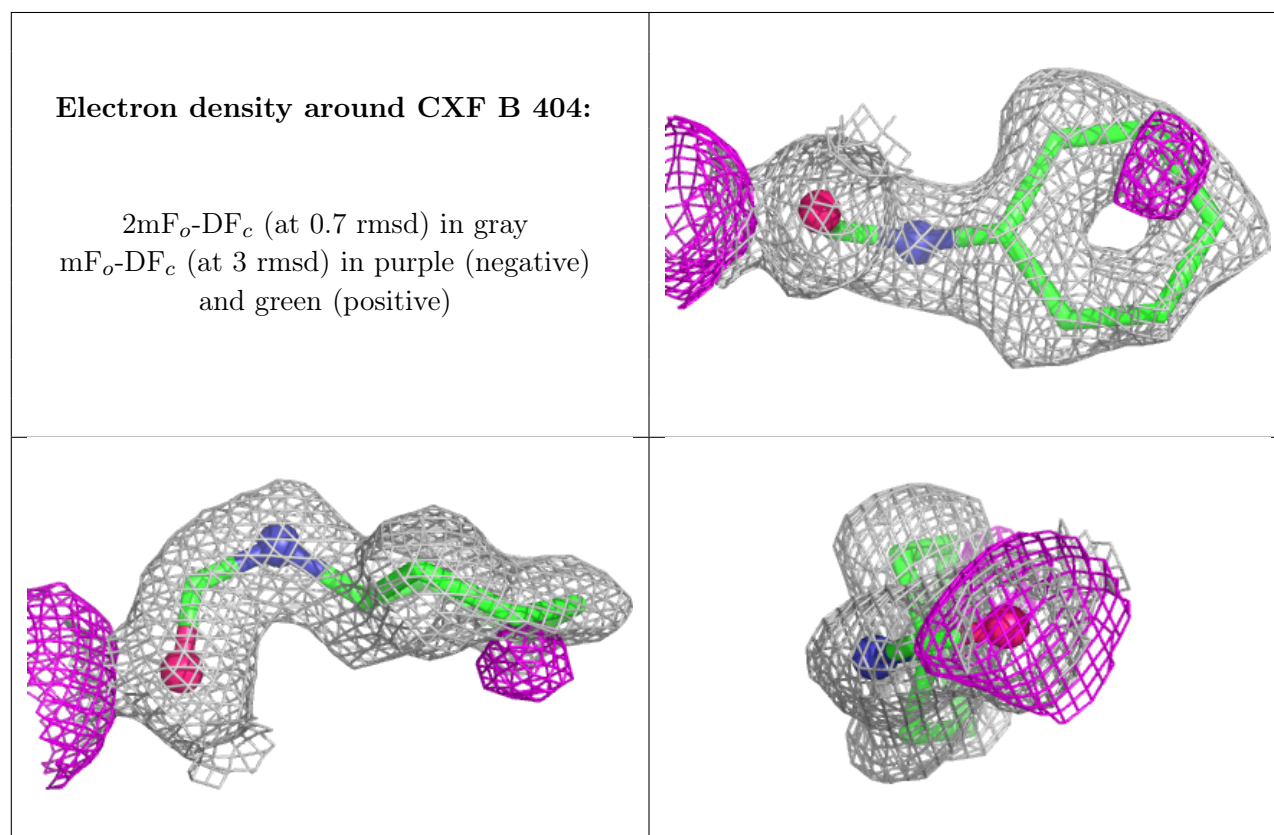 Electron density around CXF B 404:
2mFo-DFc (at 0.7 rmsd) in gray
mFo-DFc (at 3 rmsd) in purple (negative)
and green (positive)